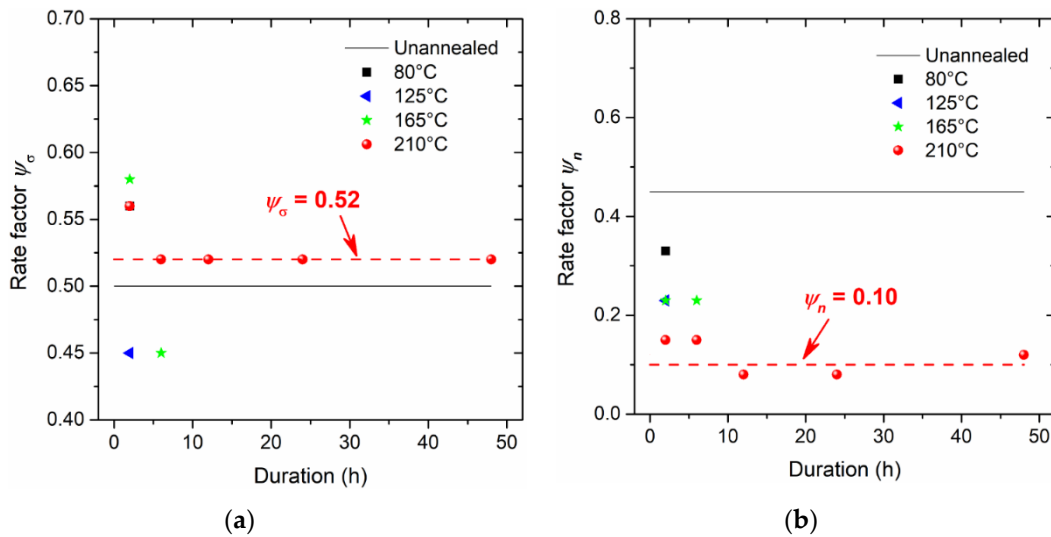 0.70
0.65
0.60
0.55
0.50
0.45
0.40
Rate factor ψσ
Unannealed
80°C
125°C
165°C
210°C
ψσ = 0.52
0 10 20 30 40 50
Duration (h)
(a)
0.8
0.6
0.4
0.2
0.0
Rate factor ψn
Unannealed
80°C
125°C
165°C
210°C
ψn = 0.10
0 10 20 30 40 50
Duration (h)
(b)